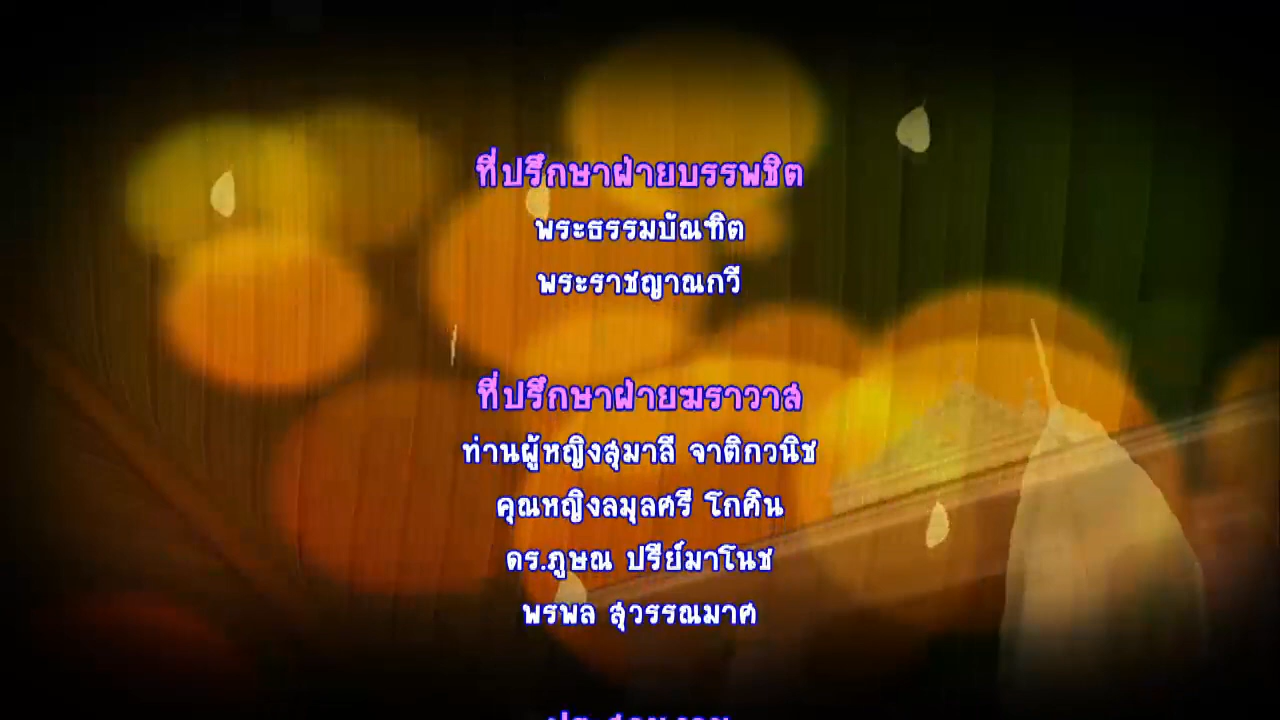 ที่ปรึกษาฝ่ายบรรพชิต
พระธรรมบัณฑิต
พระราชญาณกวี
ที่ปรึกษาฝ่ายฆราวาส
ท่านผู้หญิงสุมาลี จาติกวนิช
คุณหญิงลมุลศรี โกศิน
ดร.ภูษณ ปรีย์มาโนช
พรพล สุวรรณมาศ